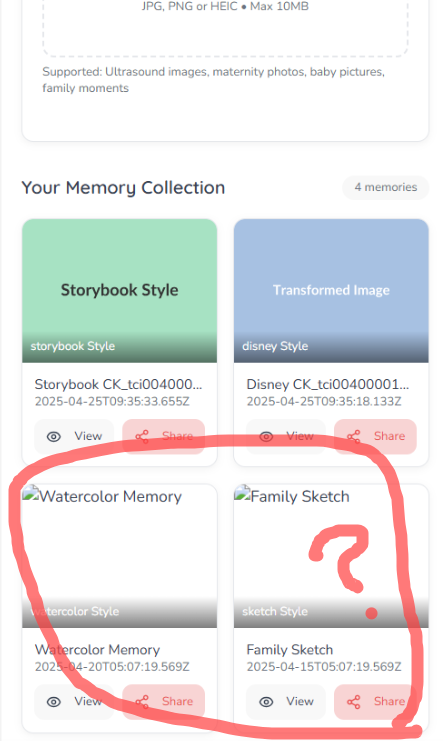 JPG, PNG or HEIC • Max 10MB
Supported: Ultrasound images, maternity photos, baby pictures,
family moments
Your Memory Collection
4 memories
Storybook Style
storybook Style
Transformed Image
disney Style
Storybook CK_tci004000...
2025-04-25T09:35:33.655Z
View
Share
Disney CK_tci00400001...
2025-04-25T09:35:18.133Z
View
Share
Watercolor Memory
watercolor Style
Family Sketch
?
sketch Style
Watercolor Memory
2025-04-20T05:07:19.569Z
View
Share
Family Sketch
2025-04-15T05:07:19.569Z
View
Share